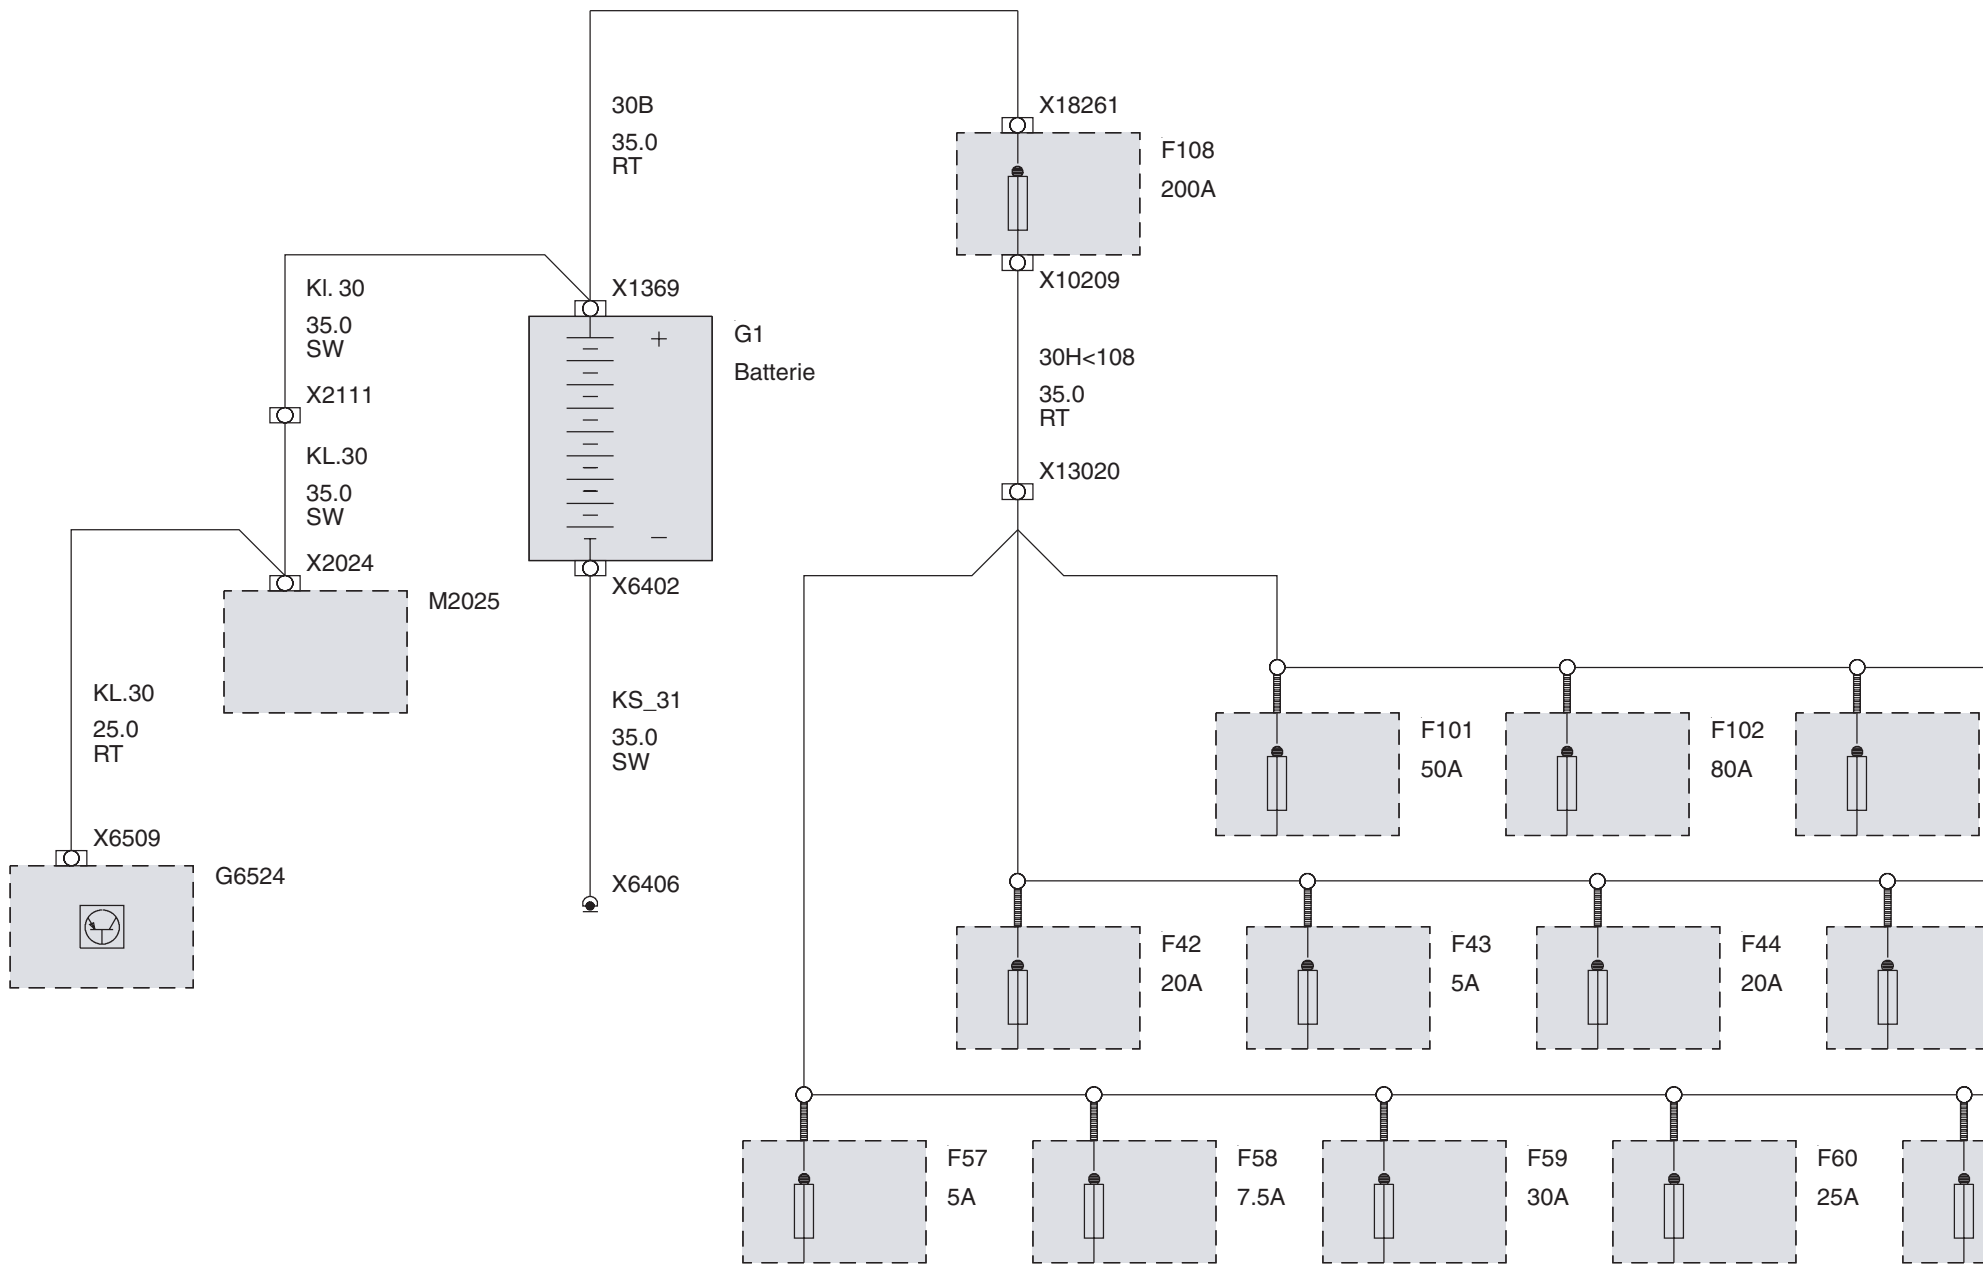 30B
35.0
RT
X18261
F108
200A
X10209
Kl. 30
35.0
SW
X1369
G1
Batterie
+
–
30H<108
35.0
RT
X2111
KL.30
35.0
SW
X13020
X2024
M2025
X6402
KL.30
25.0
RT
KS_31
35.0
SW
F101
50A
F102
80A
X6509
G6524
X6406
F42
20A
F43
5A
F44
20A
F57
5A
F58
7.5A
F59
30A
F60
25A